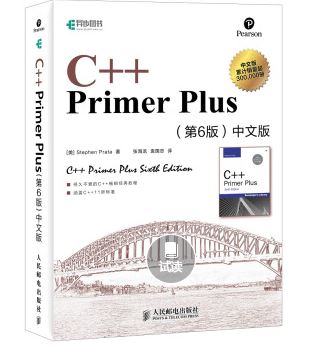 异步图书
Pearson
中文版
累计销量超
300,000册
C++
Primer Plus
（第6版）中文版
[美] Stephen Prata 著
张海龙 袁国忠 译
C++ Primer Plus Sixth Edition
经久不衰的C++畅销经典教程
涵盖C++11新标准
C++
Primer Plus
试读
人民邮电出版社
POSTS & TELECOM PRESS
C++
Primer Plus（第6版）中文版
人民邮电出版社